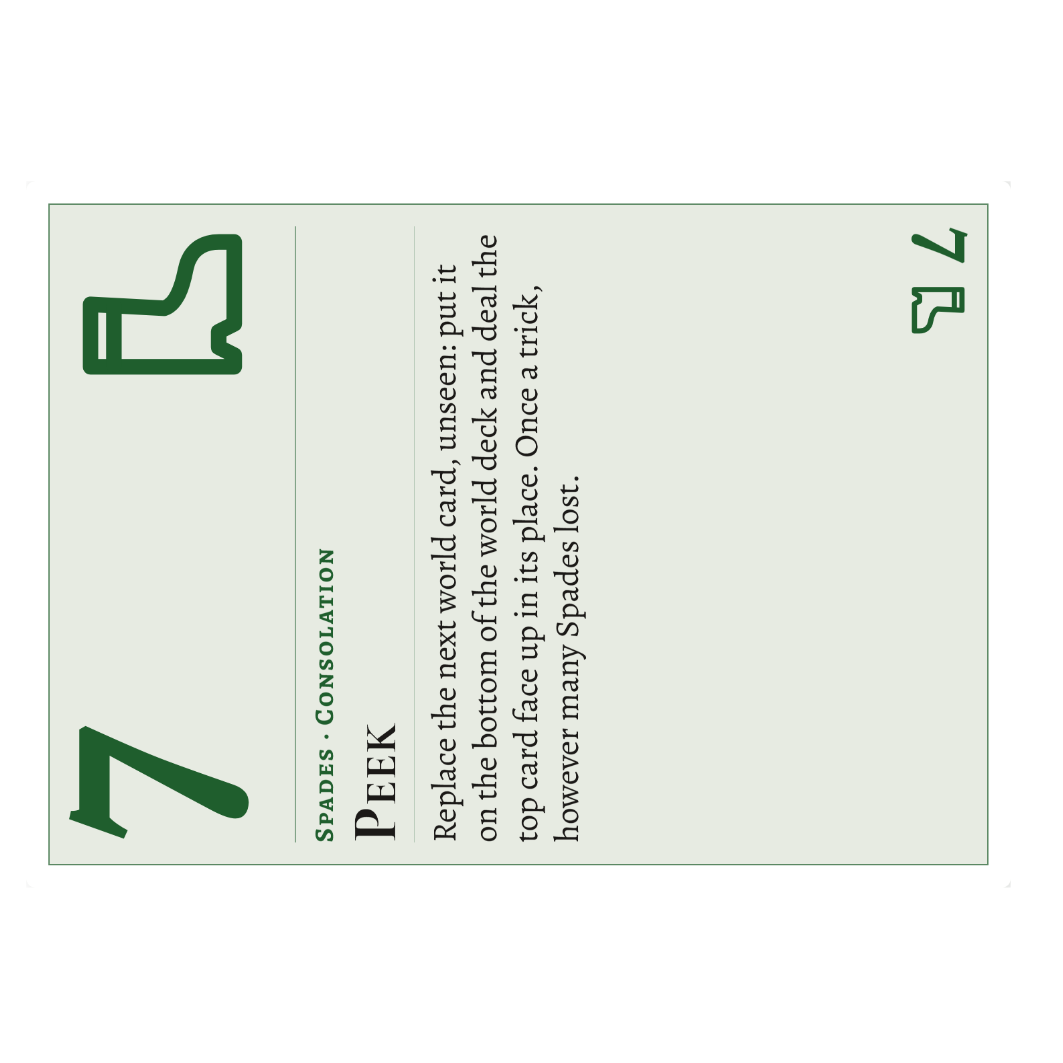 7
Spades · Consolation
Peek
Replace the next world card, unseen: put it
on the bottom of the world deck and deal the
top card face up in its place. Once a trick,
however many Spades lost.
7